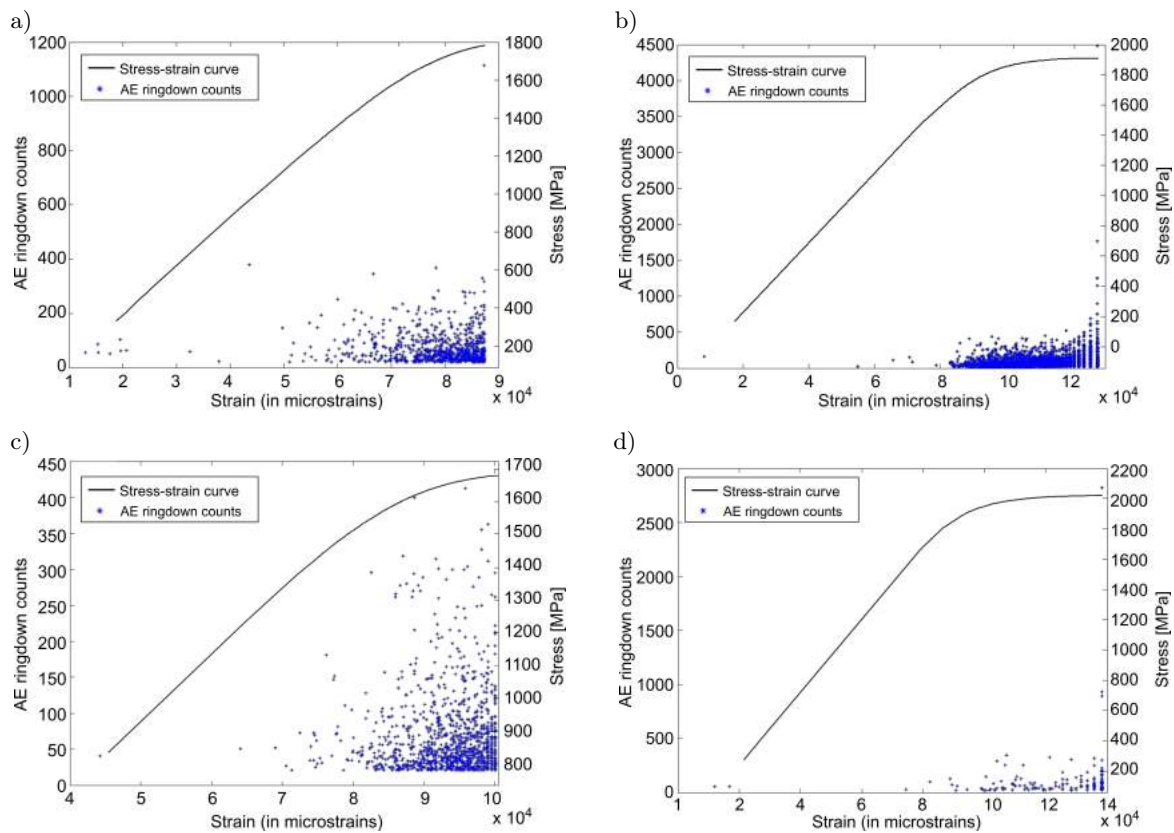 a)
1200
1000
800
600
400
200
0
AE ringdown counts
Stress-strain curve
AE ringdown counts
1800
1600
1400
1200
1000
800
600
400
200
Stress [MPa]
1 2 3 4 5 6 7 8 9
Strain (in microstrains)
x 10^4
b)
4500
4000
3500
3000
2500
2000
1500
1000
500
0
AE ringdown counts
Stress-strain curve
AE ringdown counts
2000
1800
1600
1400
1200
1000
800
600
400
200
0
Stress [MPa]
0 2 4 6 8 10 12
Strain (in microstrains)
x 10^4
c)
450
400
350
300
250
200
150
100
50
0
AE ringdown counts
Stress-strain curve
AE ringdown counts
1700
1600
1500
1400
1300
1200
1100
1000
900
800
Stress [MPa]
4 5 6 7 8 9 10
Strain (in microstrains)
x 10^4
d)
3000
2500
2000
1500
1000
500
0
AE ringdown counts
Stress-strain curve
AE ringdown counts
2200
2000
1800
1600
1400
1200
1000
800
600
400
200
Stress [MPa]
1 2 4 6 8 10 12 14
Strain (in microstrains)
x 10^4